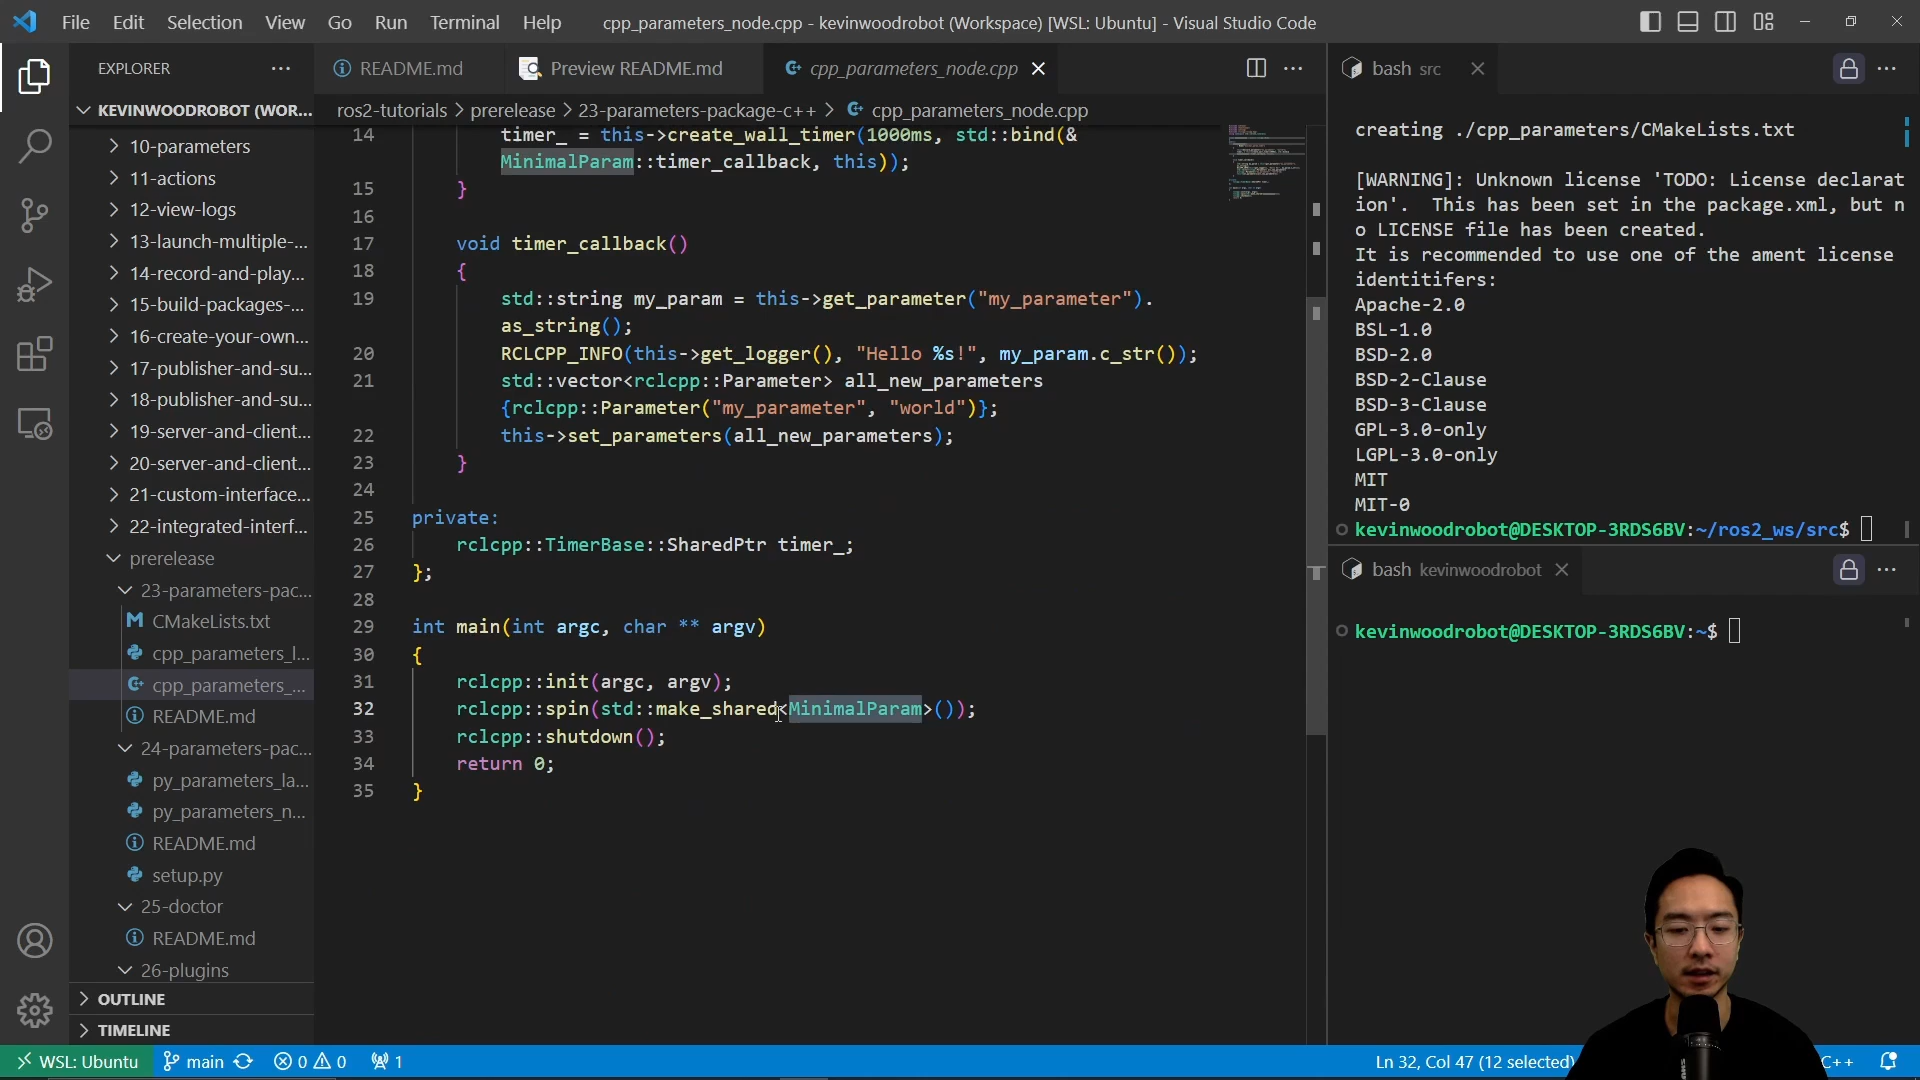 File Edit Selection View Go Run Terminal Help
cpp_parameters_node.cpp - kevinwoodrobot (Workspace) [WSL: Ubuntu] - Visual Studio Code
EXPLORER
KEVINWOODROBOT (WOR...
10-parameters
11-actions
12-view-logs
13-launch-multiple-...
14-record-and-play...
15-build-packages-...
16-create-your-own...
17-publisher-and-su...
18-publisher-and-su...
19-server-and-client...
20-server-and-client...
21-custom-interface...
22-integrated-interf...
prerelease
23-parameters-pac...
CMakeLists.txt
cpp_parameters_l...
cpp_parameters_...
README.md
24-parameters-pac...
py_parameters_la...
py_parameters_n...
README.md
setup.py
25-doctor
README.md
26-plugins
OUTLINE
TIMELINE
README.md
Preview README.md
cpp_parameters_node.cpp
ros2-tutorials > prerelease > 23-parameters-package-c++ > cpp_parameters_node.cpp
14 timer_ = this->create_wall_timer(1000ms, std::bind(&
MinimalParam::timer_callback, this));
15 }
16
17 void timer_callback()
18 {
19 std::string my_param = this->get_parameter("my_parameter").
as_string();
20 RCLCPP_INFO(this->get_logger(), "Hello %s!", my_param.c_str());
21 std::vector<rclcpp::Parameter> all_new_parameters
{rclcpp::Parameter("my_parameter", "world")};
22 this->set_parameters(all_new_parameters);
23 }
24
25 private:
26 rclcpp::TimerBase::SharedPtr timer_;
27 };
28
29 int main(int argc, char ** argv)
30 {
31 rclcpp::init(argc, argv);
32 rclcpp::spin(std::make_shared<MinimalParam>());
33 rclcpp::shutdown();
34 return 0;
35 }
bash src
creating ./cpp_parameters/CMakeLists.txt
[WARNING]: Unknown license 'TODO: License declarat
ion'.  This has been set in the package.xml, but n
o LICENSE file has been created.
It is recommended to use one of the ament license
identitifers:
Apache-2.0
BSL-1.0
BSD-2.0
BSD-2-Clause
BSD-3-Clause
GPL-3.0-only
LGPL-3.0-only
MIT
MIT-0
kevinwoodrobot@DESKTOP-3RDS6BV:~/ros2_ws/src$
bash kevinwoodrobot
kevinwoodrobot@DESKTOP-3RDS6BV:~$
WSL: Ubuntu main 0 0 1
Ln 32, Col 47 (12 selected)
C++